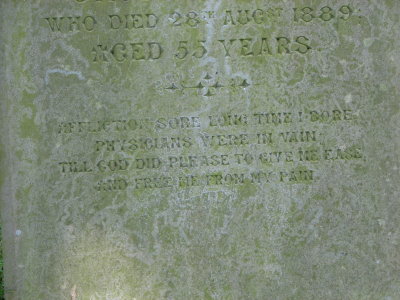 WHO DIED 28TH AUGST 1889,
AGED 55 YEARS.
AFFLICTION SORE LONG TIME I BORE,
PHYSICIANS WERE IN VAIN;
TILL GOD DID PLEASE TO GIVE ME EASE,
AND FREE ME FROM MY PAIN.